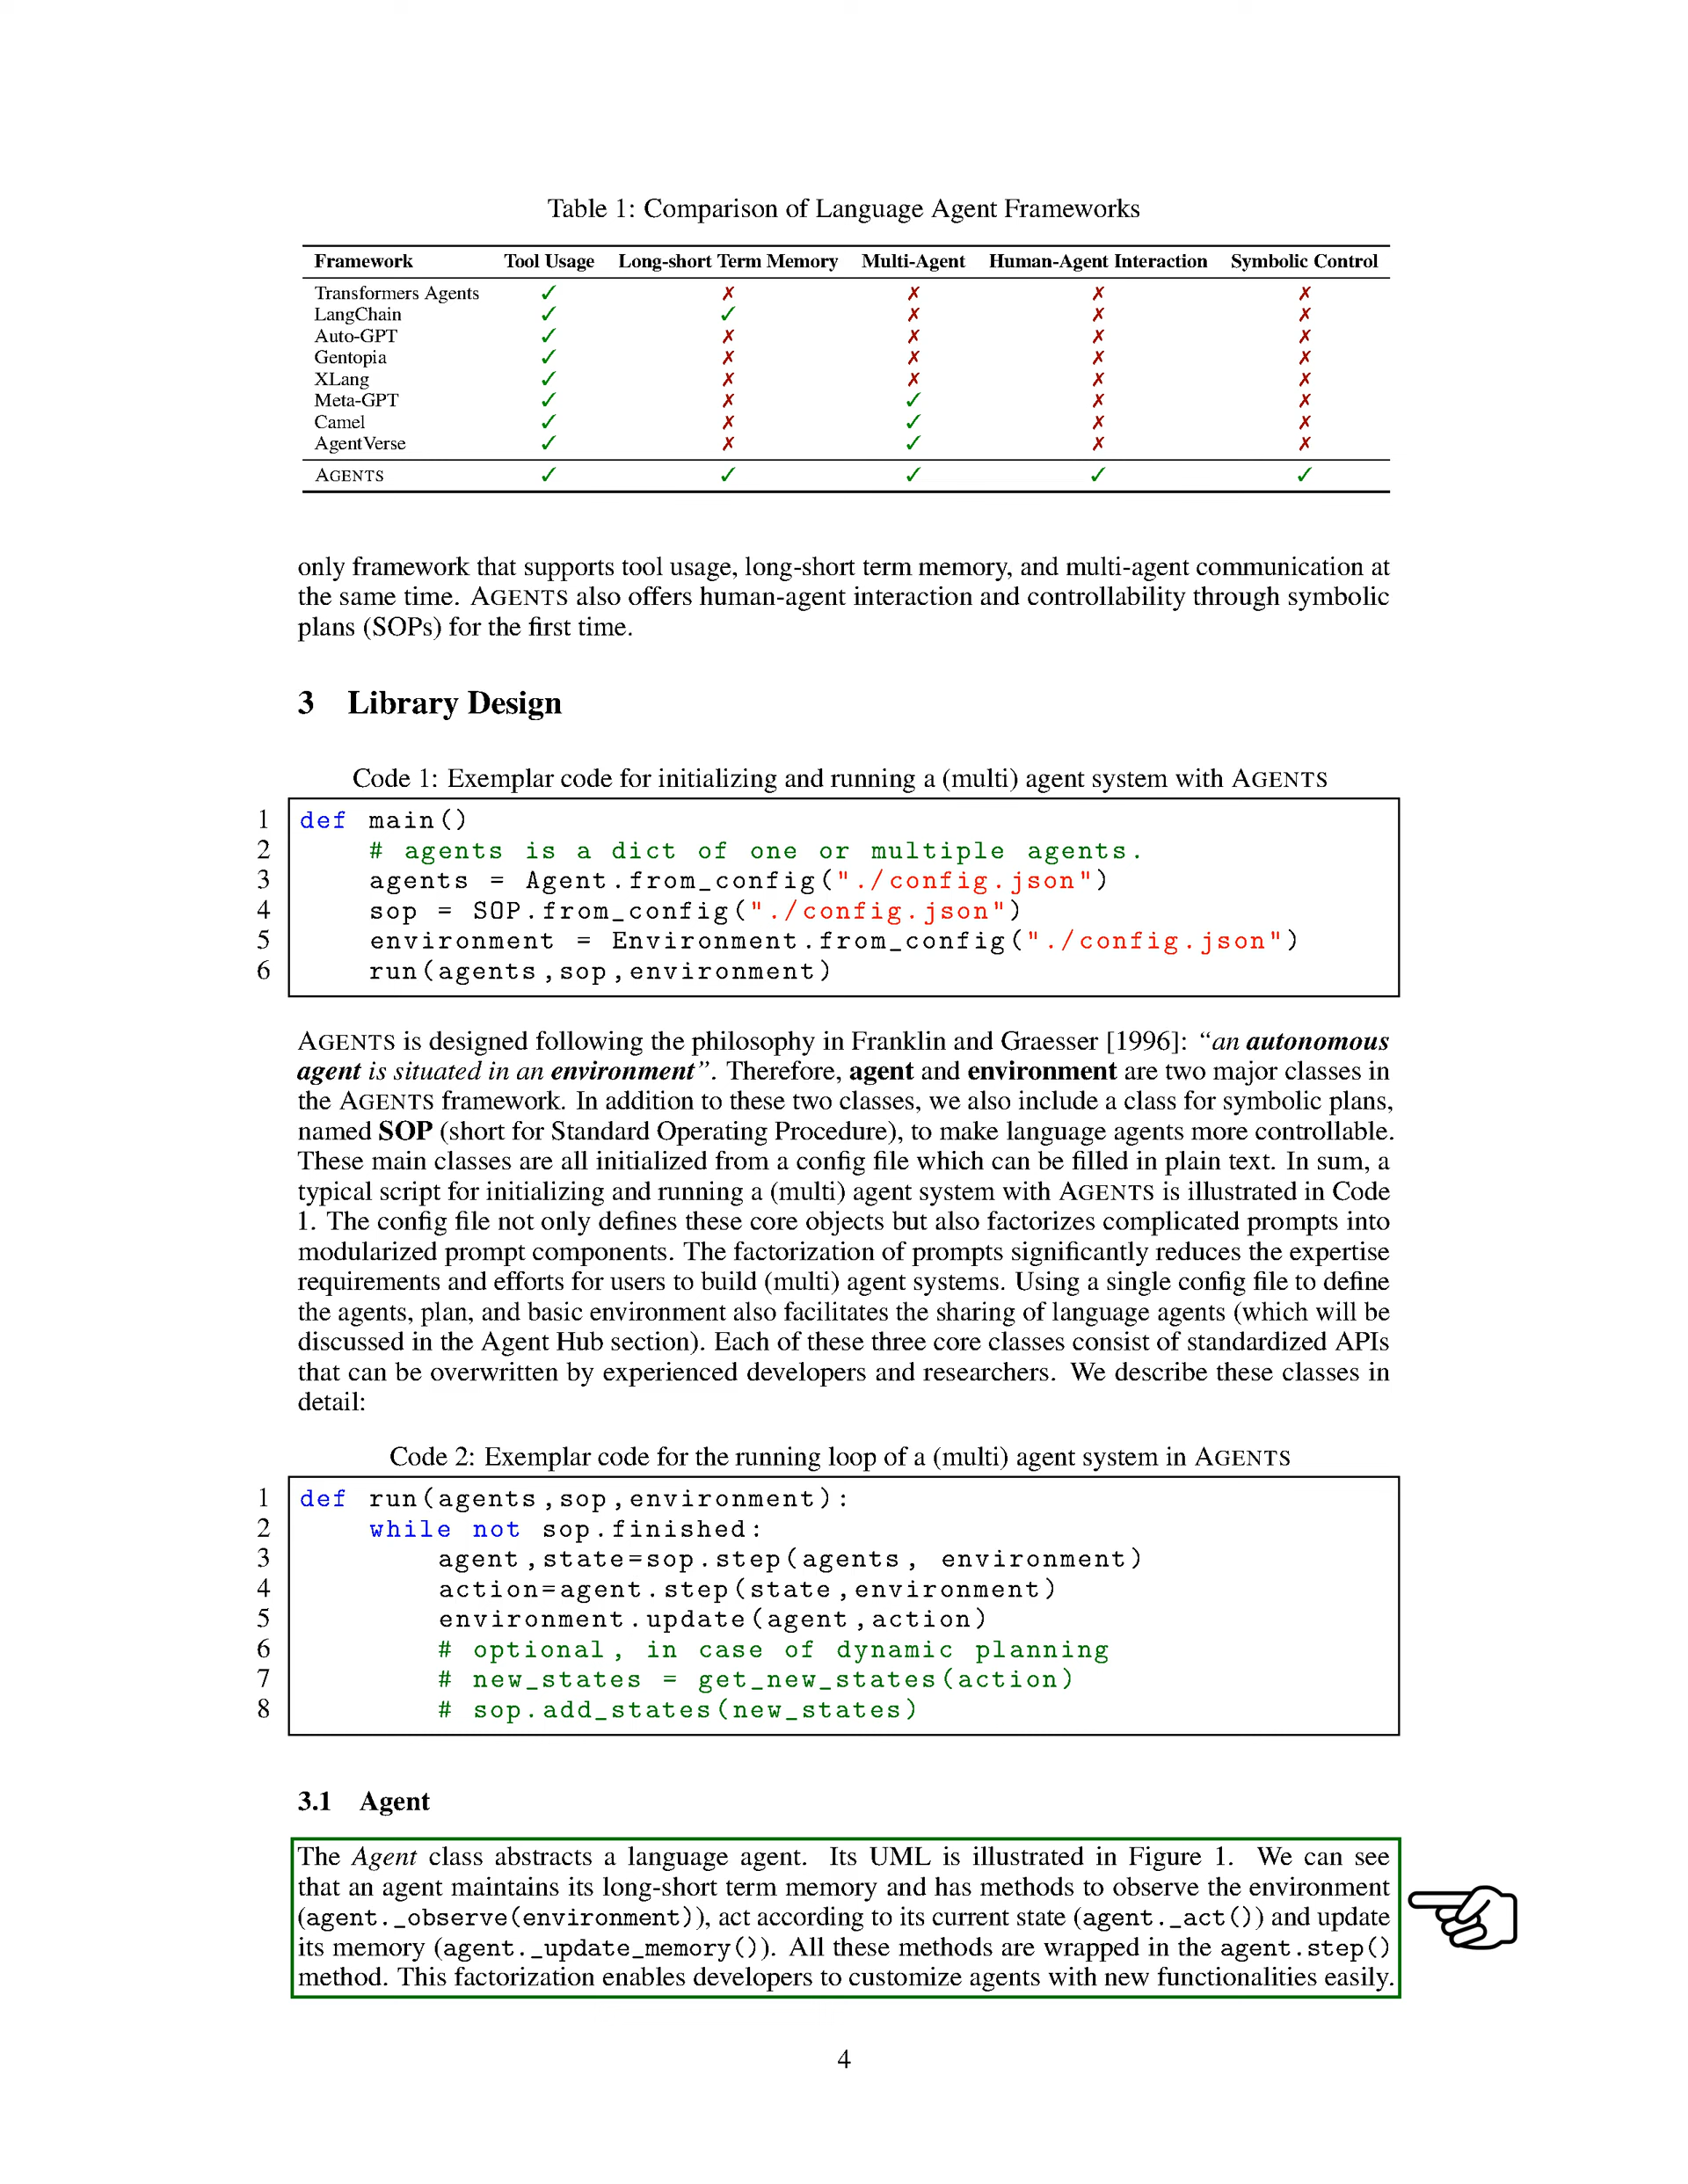 Table 1: Comparison of Language Agent Frameworks
Framework Tool Usage Long-short Term Memory Multi-Agent Human-Agent Interaction Symbolic Control
Transformers Agents ✓ ✗ ✗ ✗ ✗
LangChain ✓ ✓ ✗ ✗ ✗
Auto-GPT ✓ ✗ ✗ ✗ ✗
Gentopia ✓ ✗ ✗ ✗ ✗
XLang ✓ ✗ ✗ ✗ ✗
Meta-GPT ✓ ✗ ✓ ✗ ✗
Camel ✓ ✗ ✓ ✗ ✗
AgentVerse ✓ ✗ ✓ ✗ ✗
AGENTS ✓ ✓ ✓ ✓ ✓
only framework that supports tool usage, long-short term memory, and multi-agent communication at
the same time. AGENTS also offers human-agent interaction and controllability through symbolic
plans (SOPs) for the first time.
3 Library Design
Code 1: Exemplar code for initializing and running a (multi) agent system with AGENTS
1 def main()
2 # agents is a dict of one or multiple agents.
3 agents = Agent.from_config("./config.json")
4 sop = SOP.from_config("./config.json")
5 environment = Environment.from_config("./config.json")
6 run(agents,sop,environment)
AGENTS is designed following the philosophy in Franklin and Graesser [1996]: “an autonomous
agent is situated in an environment”. Therefore, agent and environment are two major classes in
the AGENTS framework. In addition to these two classes, we also include a class for symbolic plans,
named SOP (short for Standard Operating Procedure), to make language agents more controllable.
These main classes are all initialized from a config file which can be filled in plain text. In sum, a
typical script for initializing and running a (multi) agent system with AGENTS is illustrated in Code
1. The config file not only defines these core objects but also factorizes complicated prompts into
modularized prompt components. The factorization of prompts significantly reduces the expertise
requirements and efforts for users to build (multi) agent systems. Using a single config file to define
the agents, plan, and basic environment also facilitates the sharing of language agents (which will be
discussed in the Agent Hub section). Each of these three core classes consist of standardized APIs
that can be overwritten by experienced developers and researchers. We describe these classes in
detail:
Code 2: Exemplar code for the running loop of a (multi) agent system in AGENTS
1 def run(agents,sop,environment):
2 while not sop.finished:
3 agent,state=sop.step(agents, environment)
4 action=agent.step(state,environment)
5 environment.update(agent,action)
6 # optional, in case of dynamic planning
7 # new_states = get_new_states(action)
8 # sop.add_states(new_states)
3.1 Agent
The Agent class abstracts a language agent. Its UML is illustrated in Figure 1. We can see
that an agent maintains its long-short term memory and has methods to observe the environment
(agent._observe(environment)), act according to its current state (agent._act()) and update
its memory (agent._update_memory()). All these methods are wrapped in the agent.step()
method. This factorization enables developers to customize agents with new functionalities easily.
4